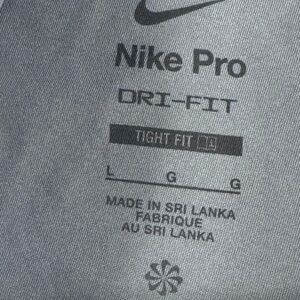 Nike Pro
DRI-FIT
TIGHT FIT
L G G
MADE IN SRI LANKA
FABRIQUE
AU SRI LANKA